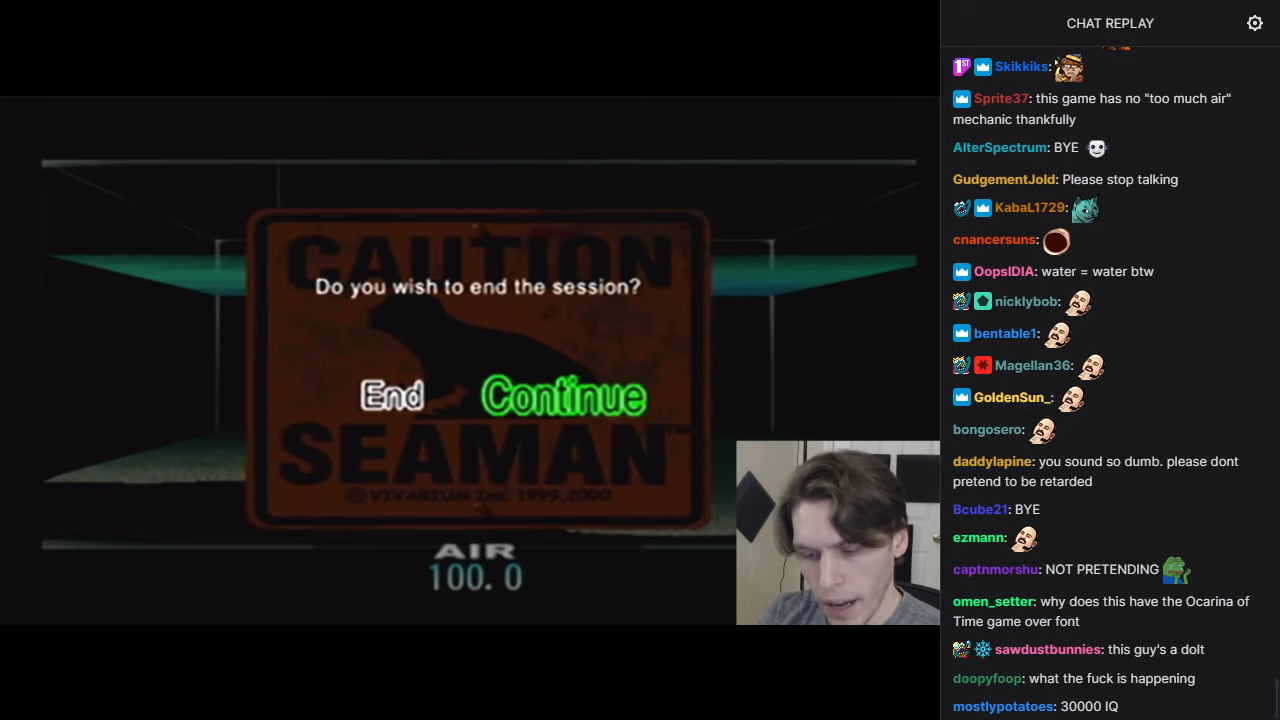 CAUTION
Do you wish to end the session?
End Continue
SEAMAN™
© VIVARIUM Inc. 1999,2000
AIR
100. 0
CHAT REPLAY
1ST Skikkiks:
Sprite37: this game has no "too much air"
mechanic thankfully
AlterSpectrum: BYE
GudgementJold: Please stop talking
KabaL1729:
cnancersuns:
OopsIDIA: water = water btw
nicklybob:
bentable1:
Magellan36:
GoldenSun_:
bongosero:
daddylapine: you sound so dumb. please dont
pretend to be retarded
Bcube21: BYE
ezmann:
captnmorshu: NOT PRETENDING
omen_setter: why does this have the Ocarina of
Time game over font
sawdustbunnies: this guy's a dolt
doopyfoop: what the fuck is happening
mostlypotatoes: 30000 IQ